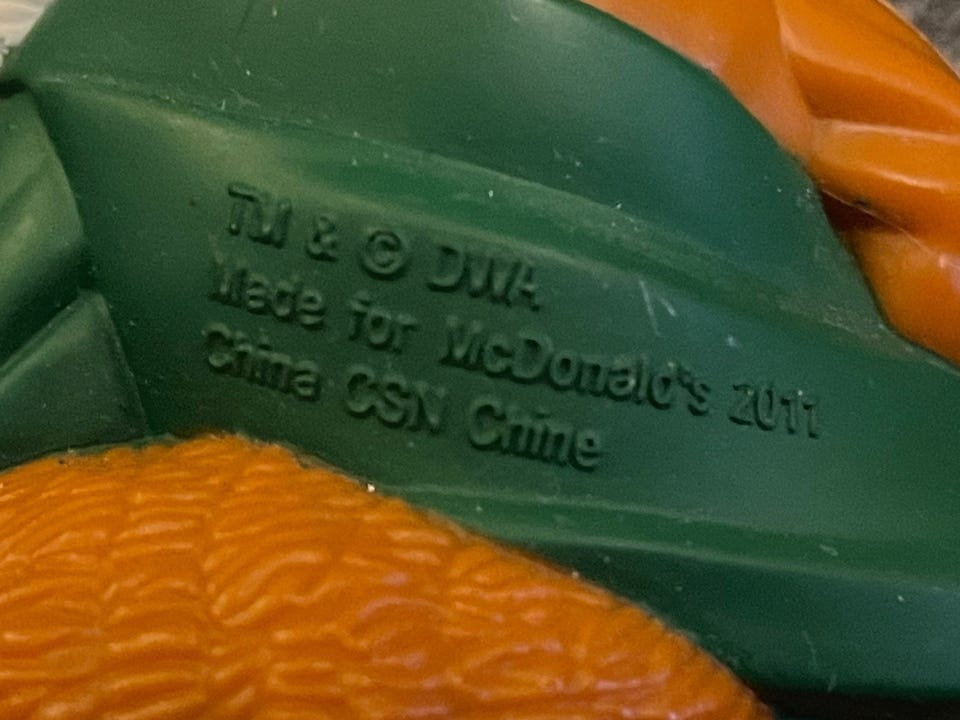 TM & © DWA
Made for McDonald's 2011
China CSN Chine